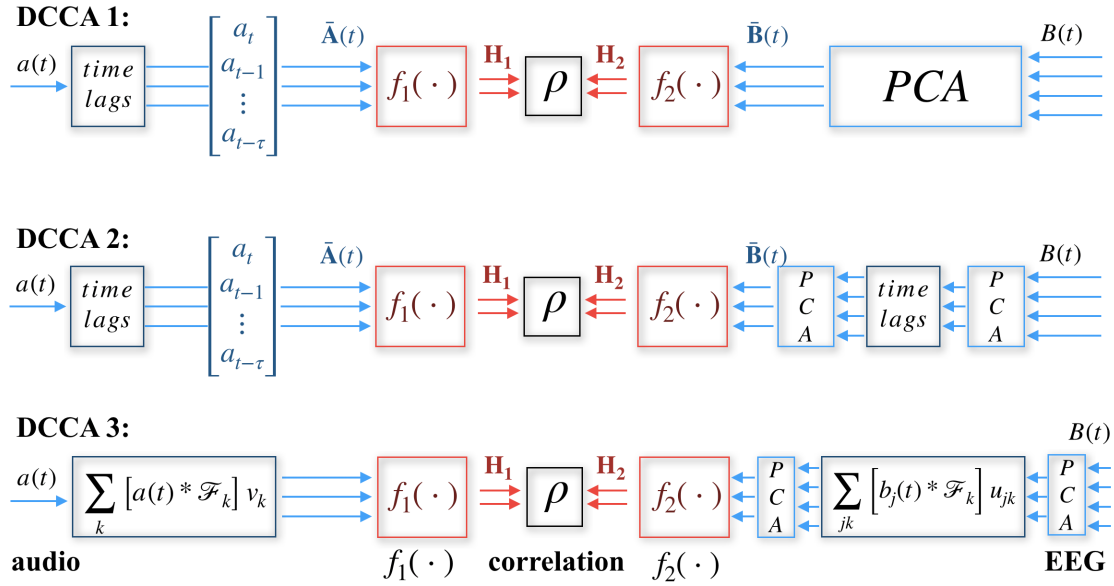 DCCA 1:
a(t)
time
lags
a_t
a_{t−1}
⋮
a_{t−τ}
Ā(t)
f_1(·)
H_1
ρ
H_2
f_2(·)
B̄(t)
PCA
B(t)
DCCA 2:
a(t)
time
lags
a_t
a_{t−1}
⋮
a_{t−τ}
Ā(t)
f_1(·)
H_1
ρ
H_2
f_2(·)
B̄(t)
P
C
A
time
lags
P
C
A
B(t)
DCCA 3:
a(t)
∑_k [a(t) * ℱ_k] v_k
f_1(·)
H_1
ρ
H_2
f_2(·)
P
C
A
∑_{jk} [b_j(t) * ℱ_k] u_{jk}
P
C
A
B(t)
audio
f_1(·)
correlation
f_2(·)
EEG